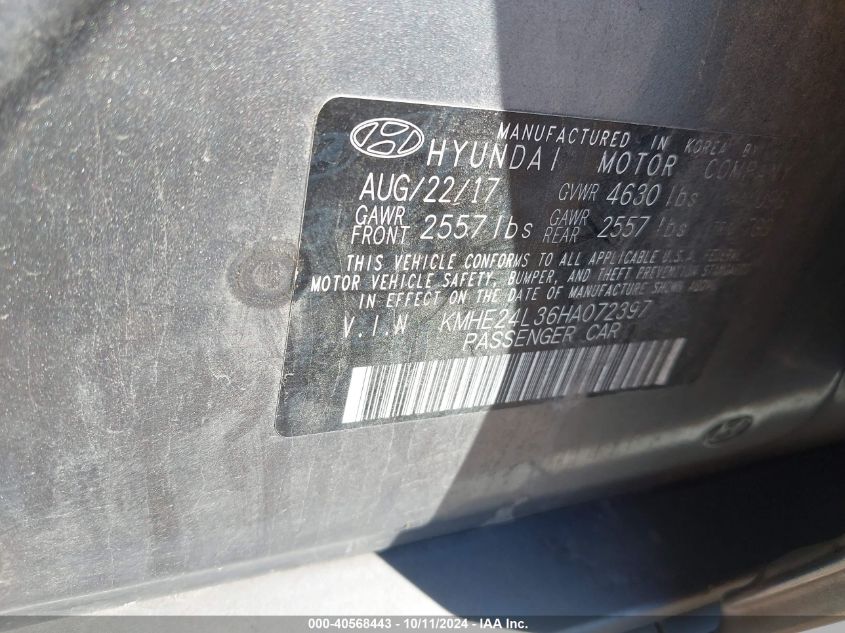 MANUFACTURED IN KOREA BY
HYUNDAI MOTOR COMPANY
AUG/22/17 GVWR 4630 lbs
GAWR FRONT 2557 lbs GAWR REAR 2557 lbs
THIS VEHICLE CONFORMS TO ALL APPLICABLE U.S. FEDERAL
MOTOR VEHICLE SAFETY, BUMPER, AND THEFT PREVENTION STANDARDS
IN EFFECT ON THE DATE OF MANUFACTURE SHOWN ABOVE
V.I.N KMHE24L36HA072397
PASSENGER CAR
000-40568443 - 10/11/2024 - IAA Inc.